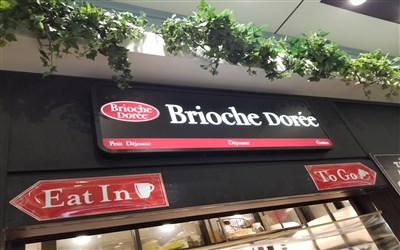 Brioche
Dorée
Brioche Dorée
Petit Déjeuner
Déjeuner
Goûter
Eat In
To Go